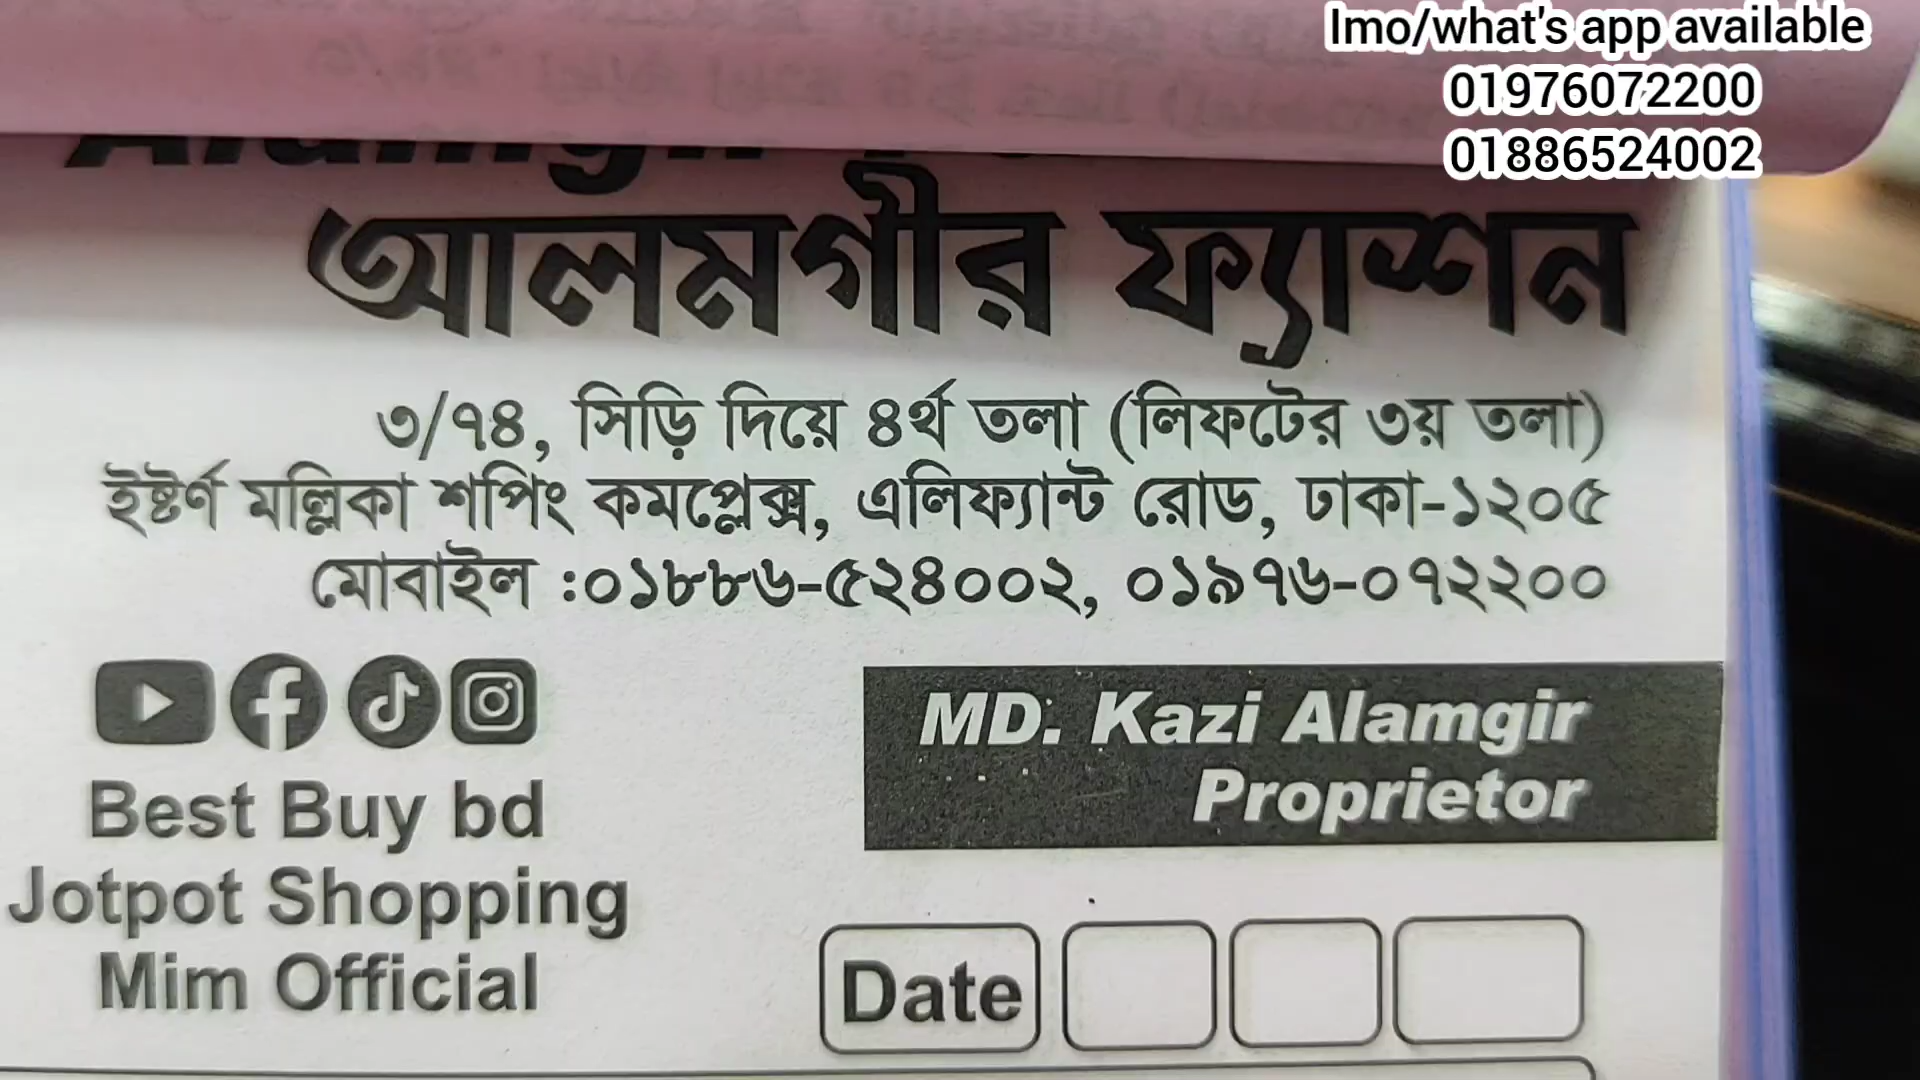 Imo/what's app available
01976072200
01886524002
আলমগীর ফ্যাশন
৩/৭৪, সিড়ি দিয়ে ৪র্থ তলা (লিফটের ৩য় তলা)
ইষ্টর্ণ মল্লিকা শপিং কমপ্লেক্স, এলিফ্যান্ট রোড, ঢাকা-১২০৫
মোবাইল :০১৮৮৬-৫২৪০০২, ০১৯৭৬-০৭২২০০
MD. Kazi Alamgir
Proprietor
Best Buy bd
Jotpot Shopping
Mim Official
Date